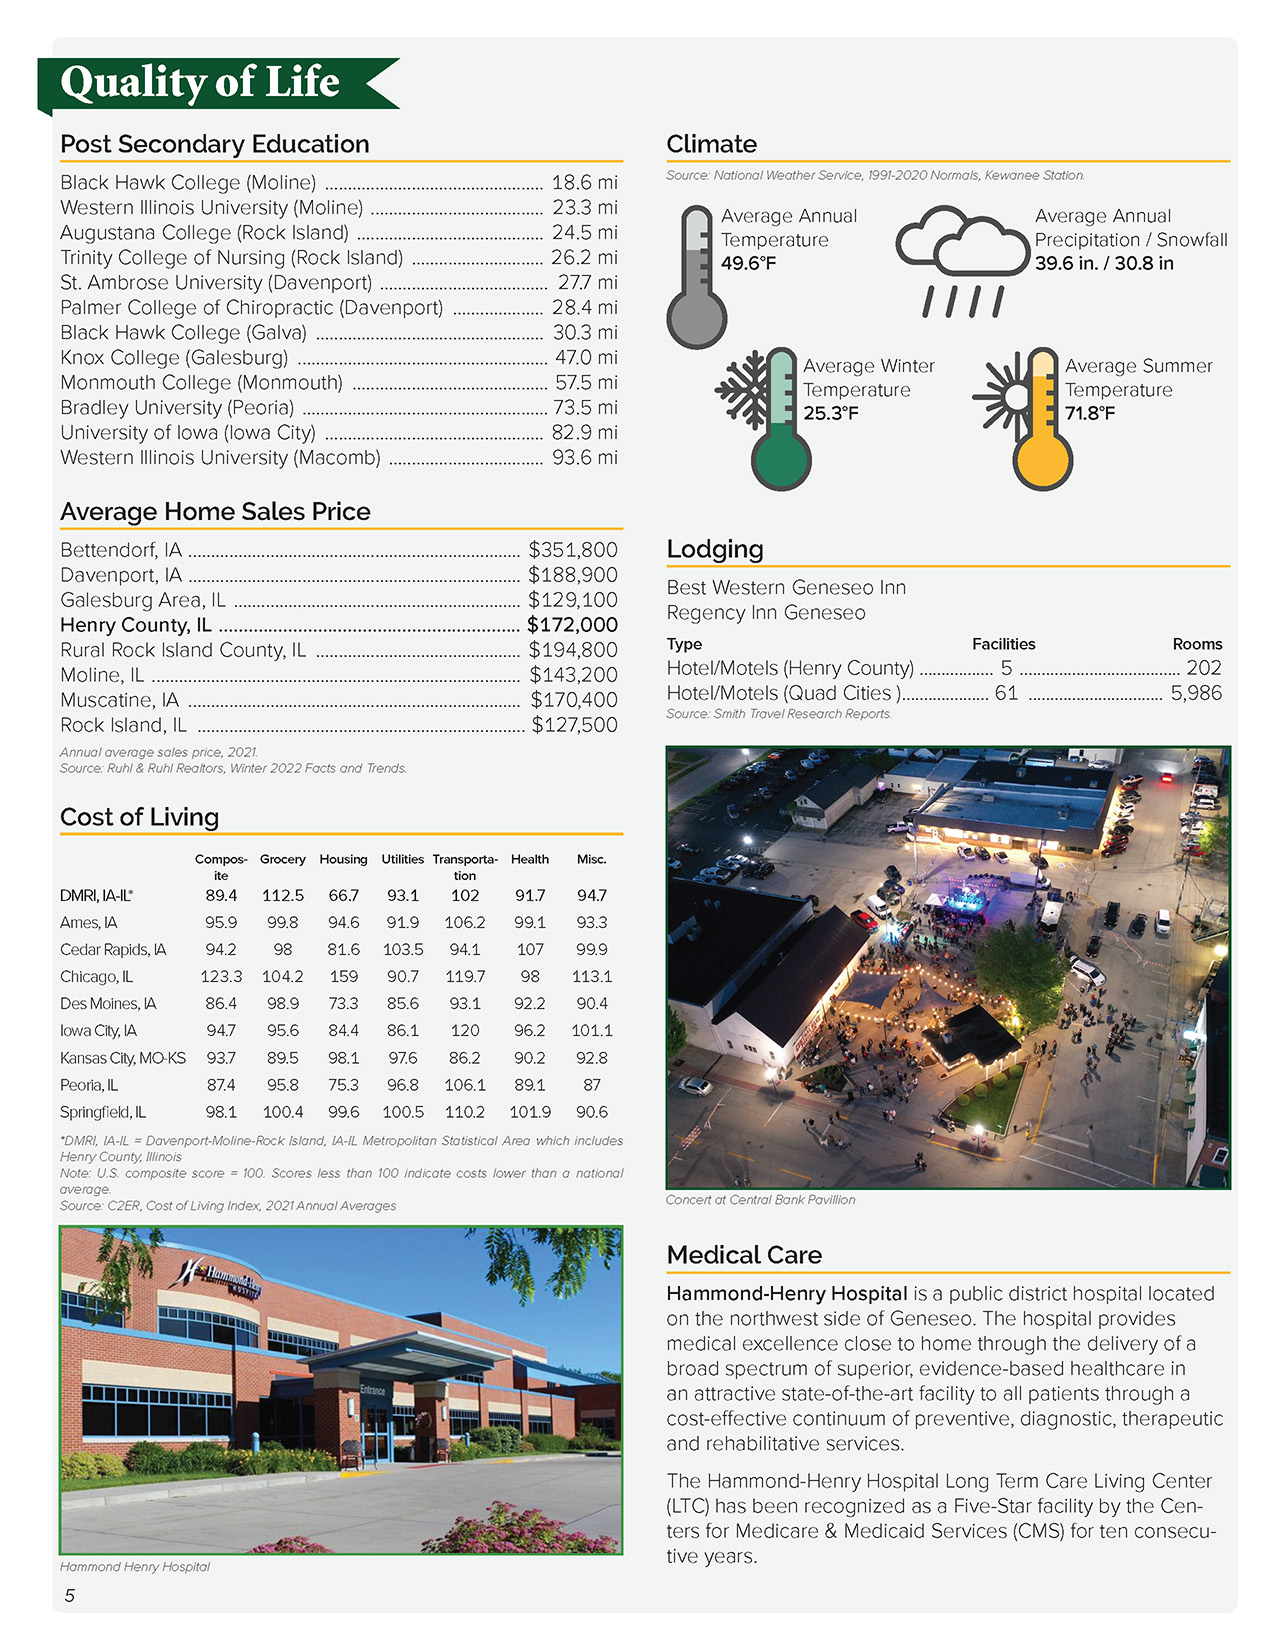 Quality of Life
Post Secondary Education
Black Hawk College (Moline) ................................................ 18.6 mi
Western Illinois University (Moline) ...................................... 23.3 mi
Augustana College (Rock Island) ......................................... 24.5 mi
Trinity College of Nursing (Rock Island) ............................. 26.2 mi
St. Ambrose University (Davenport) ..................................... 27.7 mi
Palmer College of Chiropractic (Davenport) .................... 28.4 mi
Black Hawk College (Galva) .................................................. 30.3 mi
Knox College (Galesburg) ....................................................... 47.0 mi
Monmouth College (Monmouth) ........................................... 57.5 mi
Bradley University (Peoria) ...................................................... 73.5 mi
University of Iowa (Iowa City) ................................................ 82.9 mi
Western Illinois University (Macomb) .................................. 93.6 mi
Average Home Sales Price
Bettendorf, IA ......................................................................... $351,800
Davenport, IA ......................................................................... $188,900
Galesburg Area, IL ............................................................... $129,100
Henry County, IL ............................................................. $172,000
Rural Rock Island County, IL ............................................. $194,800
Moline, IL ................................................................................. $143,200
Muscatine, IA ......................................................................... $170,400
Rock Island, IL ........................................................................ $127,500
Annual average sales price, 2021.
Source: Ruhl & Ruhl Realtors, Winter 2022 Facts and Trends.
Cost of Living
Compos- Grocery Housing Utilities Transporta- Health Misc.
ite tion
DMRI, IA-IL* 89.4 112.5 66.7 93.1 102 91.7 94.7
Ames, IA 95.9 99.8 94.6 91.9 106.2 99.1 93.3
Cedar Rapids, IA 94.2 98 81.6 103.5 94.1 107 99.9
Chicago, IL 123.3 104.2 159 90.7 119.7 98 113.1
Des Moines, IA 86.4 98.9 73.3 85.6 93.1 92.2 90.4
Iowa City, IA 94.7 95.6 84.4 86.1 120 96.2 101.1
Kansas City, MO-KS 93.7 89.5 98.1 97.6 86.2 90.2 92.8
Peoria, IL 87.4 95.8 75.3 96.8 106.1 89.1 87
Springfield, IL 98.1 100.4 99.6 100.5 110.2 101.9 90.6
*DMRI, IA-IL = Davenport-Moline-Rock Island, IA-IL Metropolitan Statistical Area which includes
Henry County, Illinois
Note: U.S. composite score = 100. Scores less than 100 indicate costs lower than a national
average.
Source: C2ER, Cost of Living Index, 2021 Annual Averages
Hammond-Henry
HOSPITAL
Entrance
Hammond Henry Hospital
5
Climate
Source: National Weather Service, 1991-2020 Normals, Kewanee Station.
Average Annual
Temperature
49.6°F
Average Annual
Precipitation / Snowfall
39.6 in. / 30.8 in
Average Winter
Temperature
25.3°F
Average Summer
Temperature
71.8°F
Lodging
Best Western Geneseo Inn
Regency Inn Geneseo
Type Facilities Rooms
Hotel/Motels (Henry County) ................... 5 .................................... 202
Hotel/Motels (Quad Cities )...................... 61 .............................. 5,986
Source: Smith Travel Research Reports.
Concert at Central Bank Pavillion
Medical Care
Hammond-Henry Hospital is a public district hospital located
on the northwest side of Geneseo. The hospital provides
medical excellence close to home through the delivery of a
broad spectrum of superior, evidence-based healthcare in
an attractive state-of-the-art facility to all patients through a
cost-effective continuum of preventive, diagnostic, therapeutic
and rehabilitative services.
The Hammond-Henry Hospital Long Term Care Living Center
(LTC) has been recognized as a Five-Star facility by the Cen-
ters for Medicare & Medicaid Services (CMS) for ten consecu-
tive years.